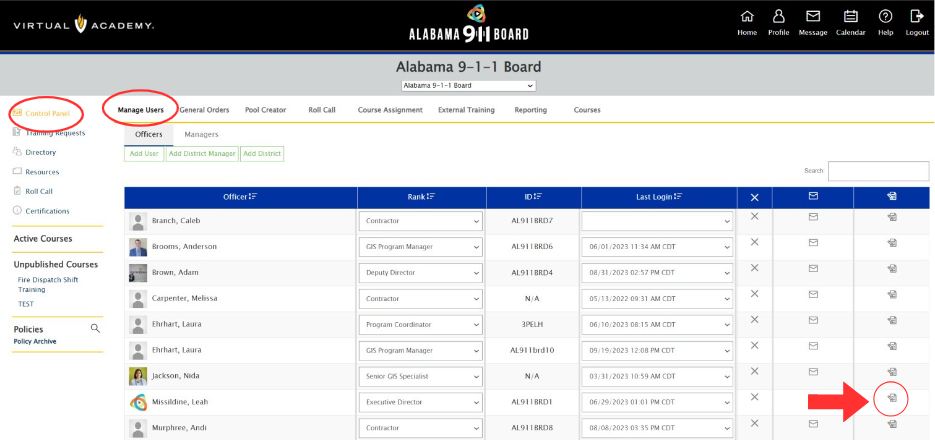 VIRTUAL ACADEMY.
ALABAMA 911 BOARD
Home Profile Message Calendar Help Logout
Alabama 9-1-1 Board
Alabama 9-1-1 Board
Control Panel
Training Requests
Directory
Resources
Roll Call
Certifications
Active Courses
Unpublished Courses
Fire Dispatch Shift
Training
TEST
Policies
Policy Archive
Manage Users General Orders Pool Creator Roll Call Course Assignment External Training Reporting Courses
Officers Managers
Add User Add District Manager Add District
Search
Officer Rank ID Last Login
Branch, Caleb Contractor AL911BRD7
Brooms, Anderson GIS Program Manager AL911BRD6 06/01/2023 11:34 AM CDT
Brown, Adam Deputy Director AL911BRD4 08/31/2023 02:57 PM CDT
Carpenter, Melissa Contractor N/A 05/13/2022 09:31 AM CDT
Ehrhart, Laura Program Coordinator 3PELH 06/10/2023 08:15 AM CDT
Ehrhart, Laura GIS Program Manager AL911brd10 09/19/2023 12:08 PM CDT
Jackson, Nida Senior GIS Specialist N/A 03/31/2023 10:59 AM CDT
Missildine, Leah Executive Director AL911BRD1 06/29/2023 01:01 PM CDT
Murphree, Andi Contractor AL911BRD8 08/08/2023 03:35 PM CDT